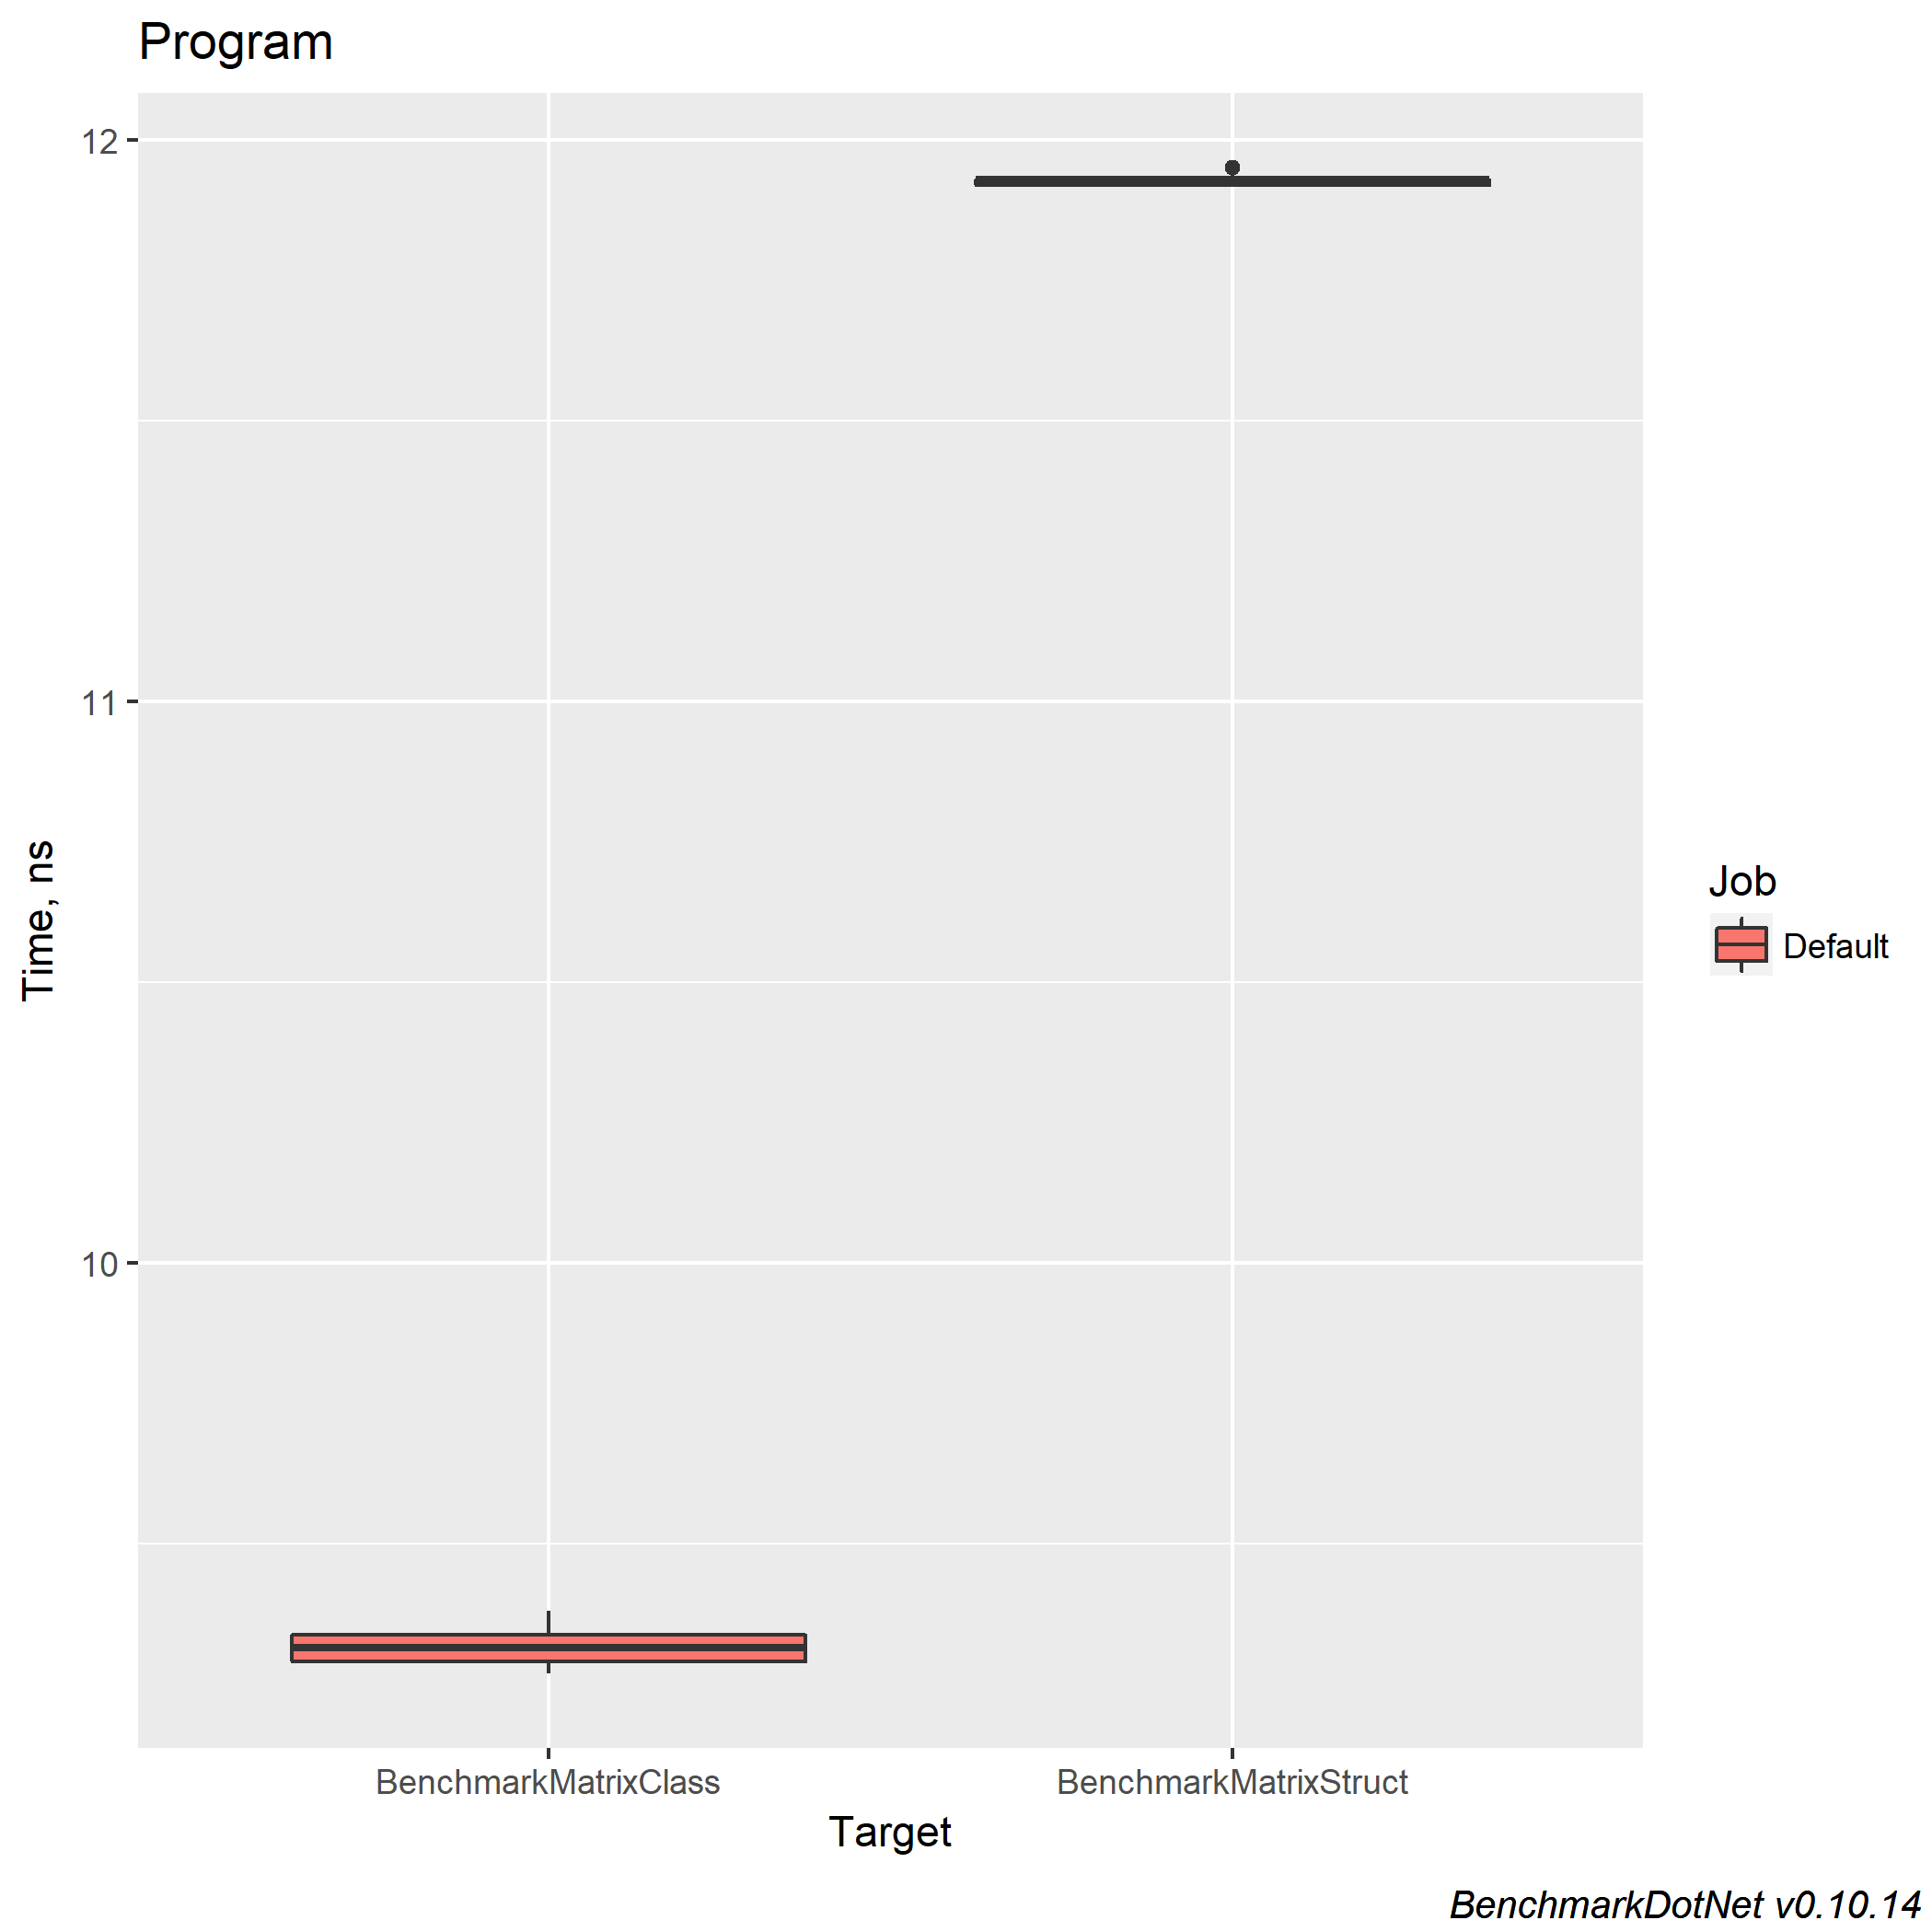 Program
12
11
10
Time, ns
BenchmarkMatrixClass
BenchmarkMatrixStruct
Target
Job
Default
BenchmarkDotNet v0.10.14